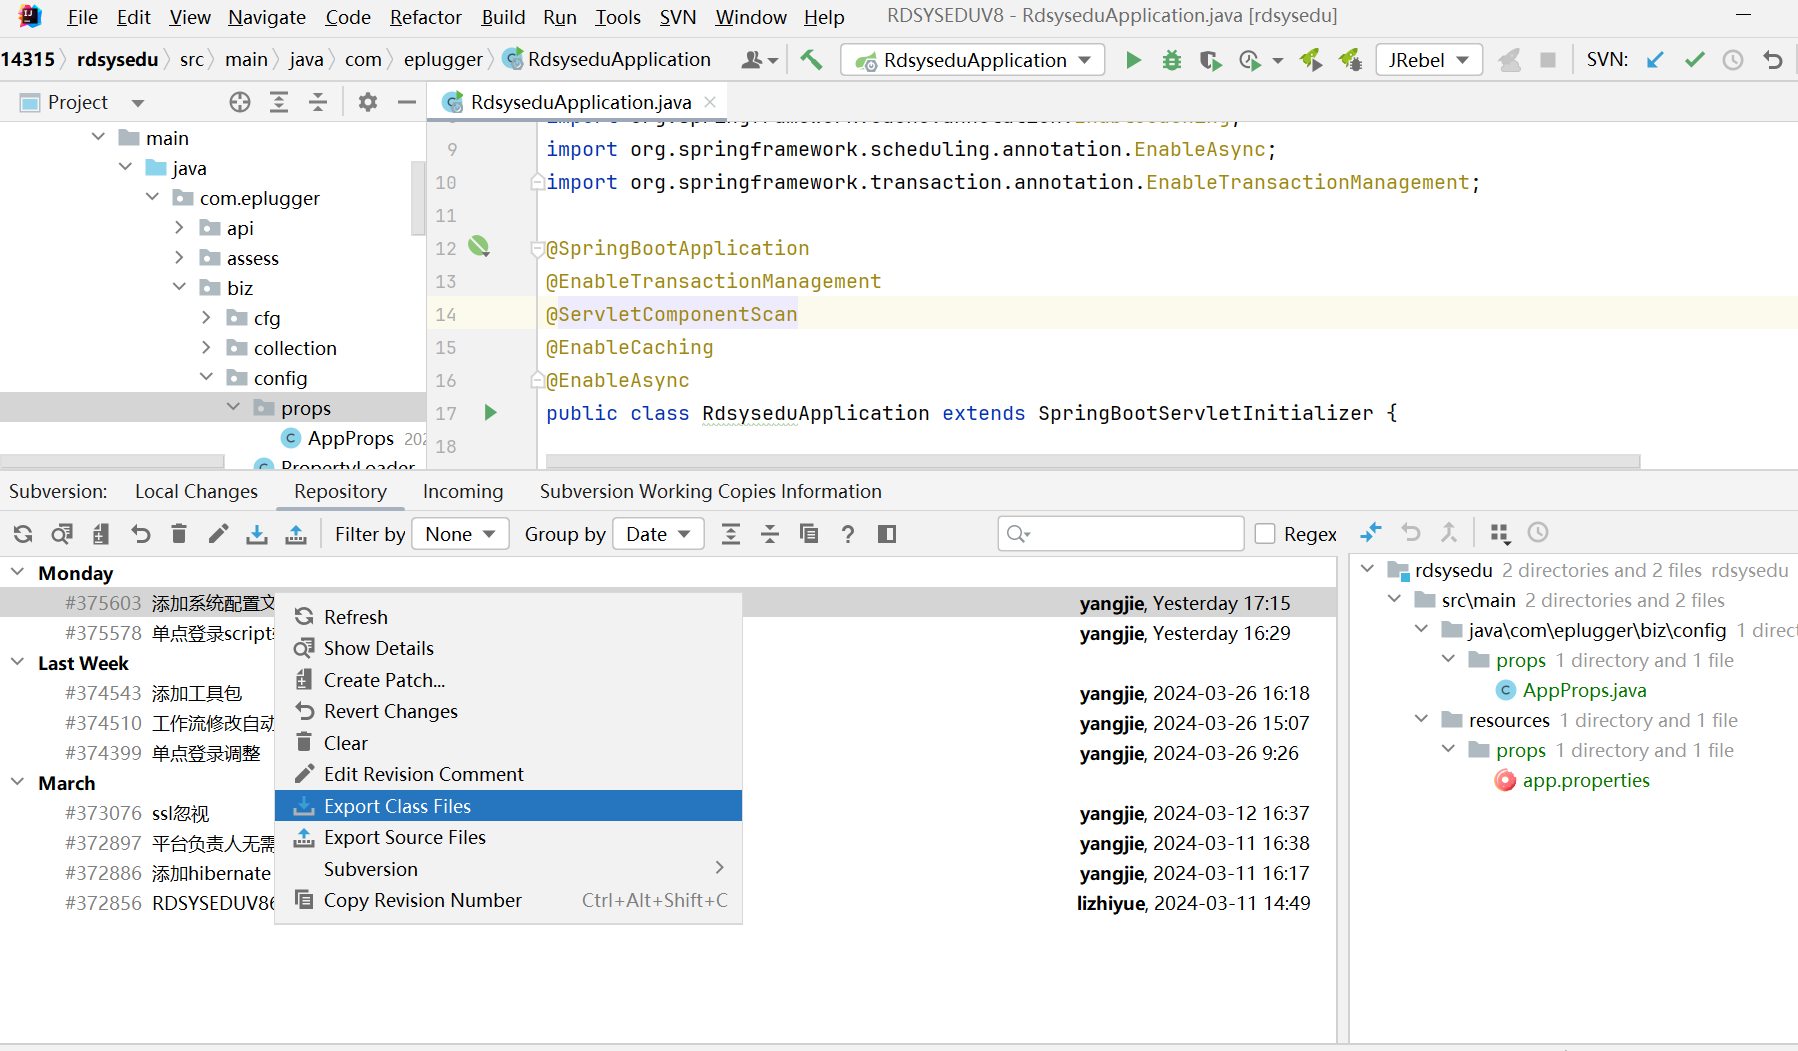 File Edit View Navigate Code Refactor Build Run Tools SVN Window Help RDSYSEDUV8 - RdsyseduApplication.java [rdsysedu]
14315 rdsysedu src main java com eplugger RdsyseduApplication RdsyseduApplication JRebel SVN:
Project RdsyseduApplication.java
main
java
com.eplugger
api
assess
biz
cfg
collection
config
props
AppProps 202
PropertyLoader
9 import org.springframework.scheduling.annotation.EnableAsync;
10 import org.springframework.transaction.annotation.EnableTransactionManagement;
11
12 @SpringBootApplication
13 @EnableTransactionManagement
14 @ServletComponentScan
15 @EnableCaching
16 @EnableAsync
17 public class RdsyseduApplication extends SpringBootServletInitializer {
18
Subversion: Local Changes Repository Incoming Subversion Working Copies Information
Filter by None Group by Date ? Regex
Monday
#375603 添加系统配置文 yangjie, Yesterday 17:15
#375578 单点登录script yangjie, Yesterday 16:29
Last Week
#374543 添加工具包 yangjie, 2024-03-26 16:18
#374510 工作流修改自动 yangjie, 2024-03-26 15:07
#374399 单点登录调整 yangjie, 2024-03-26 9:26
March
#373076 ssl忽视 yangjie, 2024-03-12 16:37
#372897 平台负责人无需 yangjie, 2024-03-11 16:38
#372886 添加hibernate yangjie, 2024-03-11 16:17
#372856 RDSYSEDUV86 lizhiyue, 2024-03-11 14:49
Refresh
Show Details
Create Patch...
Revert Changes
Clear
Edit Revision Comment
Export Class Files
Export Source Files
Subversion
Copy Revision Number Ctrl+Alt+Shift+C
rdsysedu 2 directories and 2 files rdsysedu
src\main 2 directories and 2 files
java\com\eplugger\biz\config 1 direc
props 1 directory and 1 file
AppProps.java
resources 1 directory and 1 file
props 1 directory and 1 file
app.properties